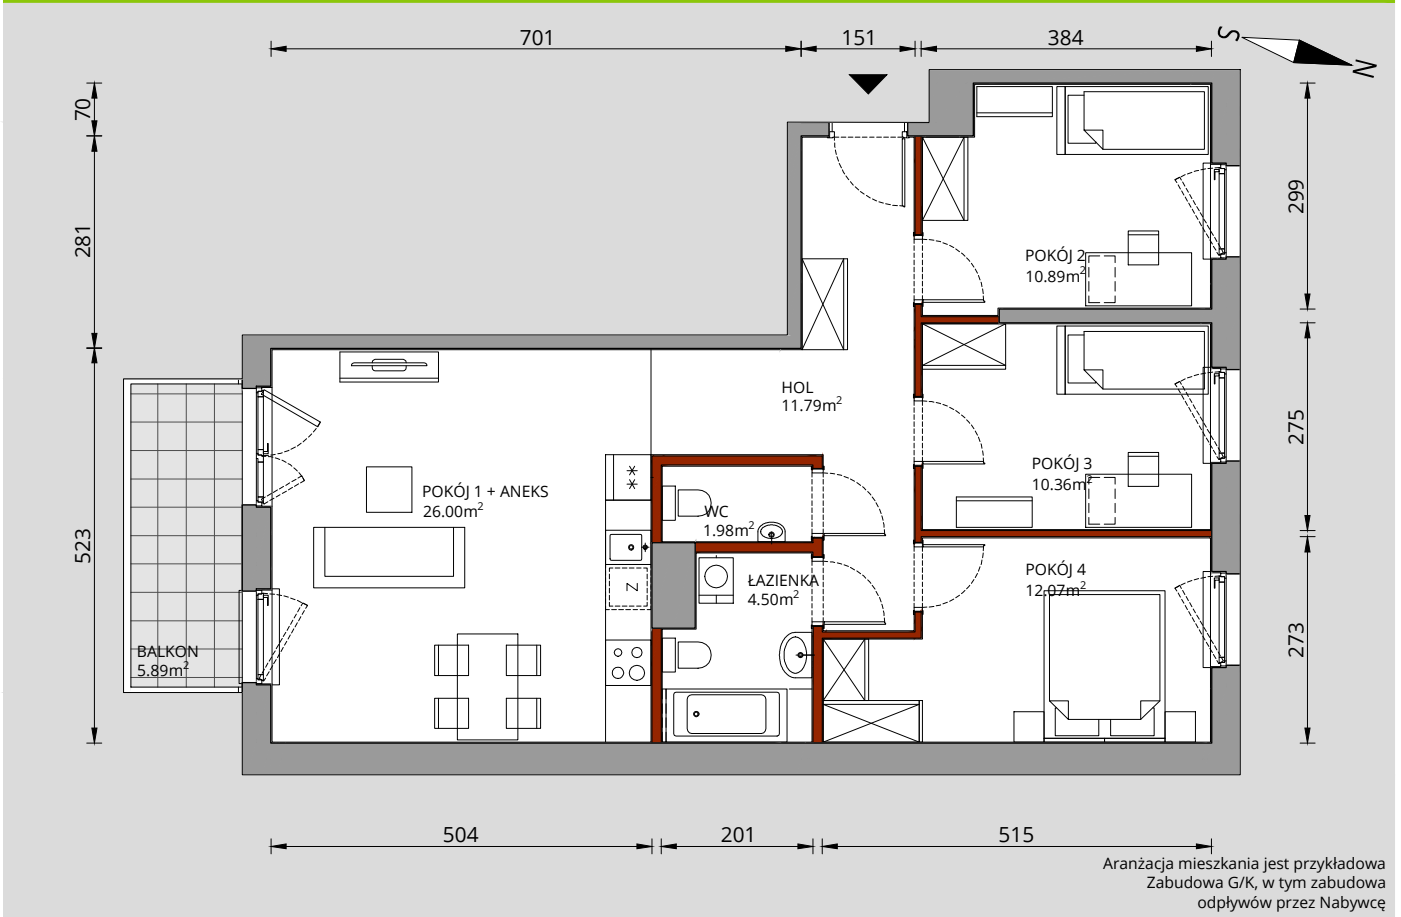 701
151
384
S
N
70
281
523
299
275
273
POKÓJ 2
10.89m²
HOL
11.79m²
POKÓJ 3
10.36m²
POKÓJ 1 + ANEKS
26.00m²
**
WC
1.98m²
Z
ŁAZIENKA
4.50m²
POKÓJ 4
12.07m²
BALKON
5.89m²
504
201
515
Aranżacja mieszkania jest przykładowa
Zabudowa G/K, w tym zabudowa
odpływów przez Nabywcę